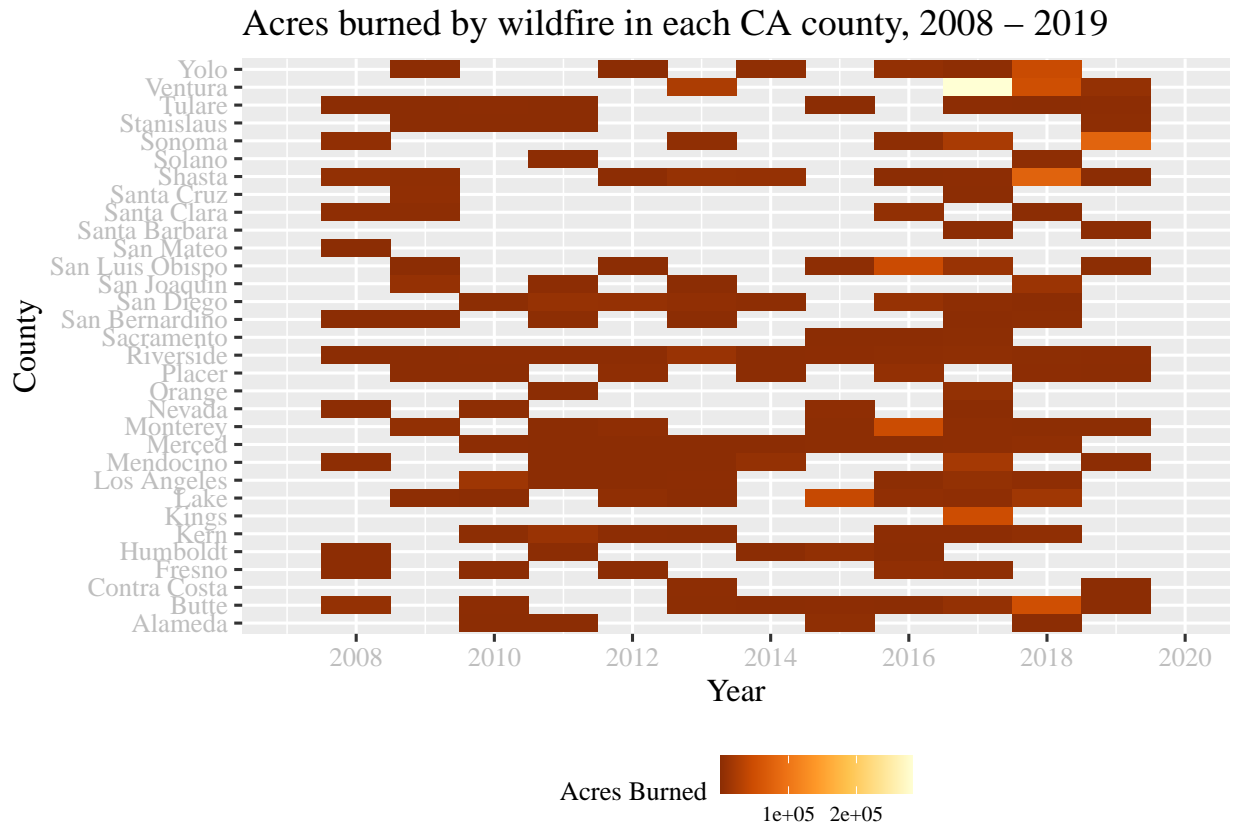 Acres burned by wildfire in each CA county, 2008 – 2019
County
Yolo
Ventura
Tulare
Stanislaus
Sonoma
Solano
Shasta
Santa Cruz
Santa Clara
Santa Barbara
San Mateo
San Luis Obispo
San Joaquin
San Diego
San Bernardino
Sacramento
Riverside
Placer
Orange
Nevada
Monterey
Merced
Mendocino
Los Angeles
Lake
Kings
Kern
Humboldt
Fresno
Contra Costa
Butte
Alameda
2008 2010 2012 2014 2016 2018 2020
Year
Acres Burned
1e+05 2e+05